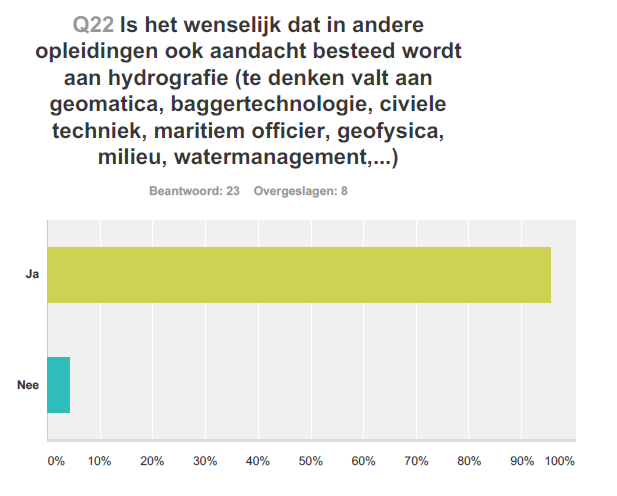 Q22 Is het wenselijk dat in andere
opleidingen ook aandacht besteed wordt
aan hydrografie (te denken valt aan
geomatica, baggertechnologie, civiele
techniek, maritiem officier, geofysica,
milieu, watermanagement,...)
Beantwoord: 23 Overgeslagen: 8
Ja
Nee
0% 10% 20% 30% 40% 50% 60% 70% 80% 90% 100%